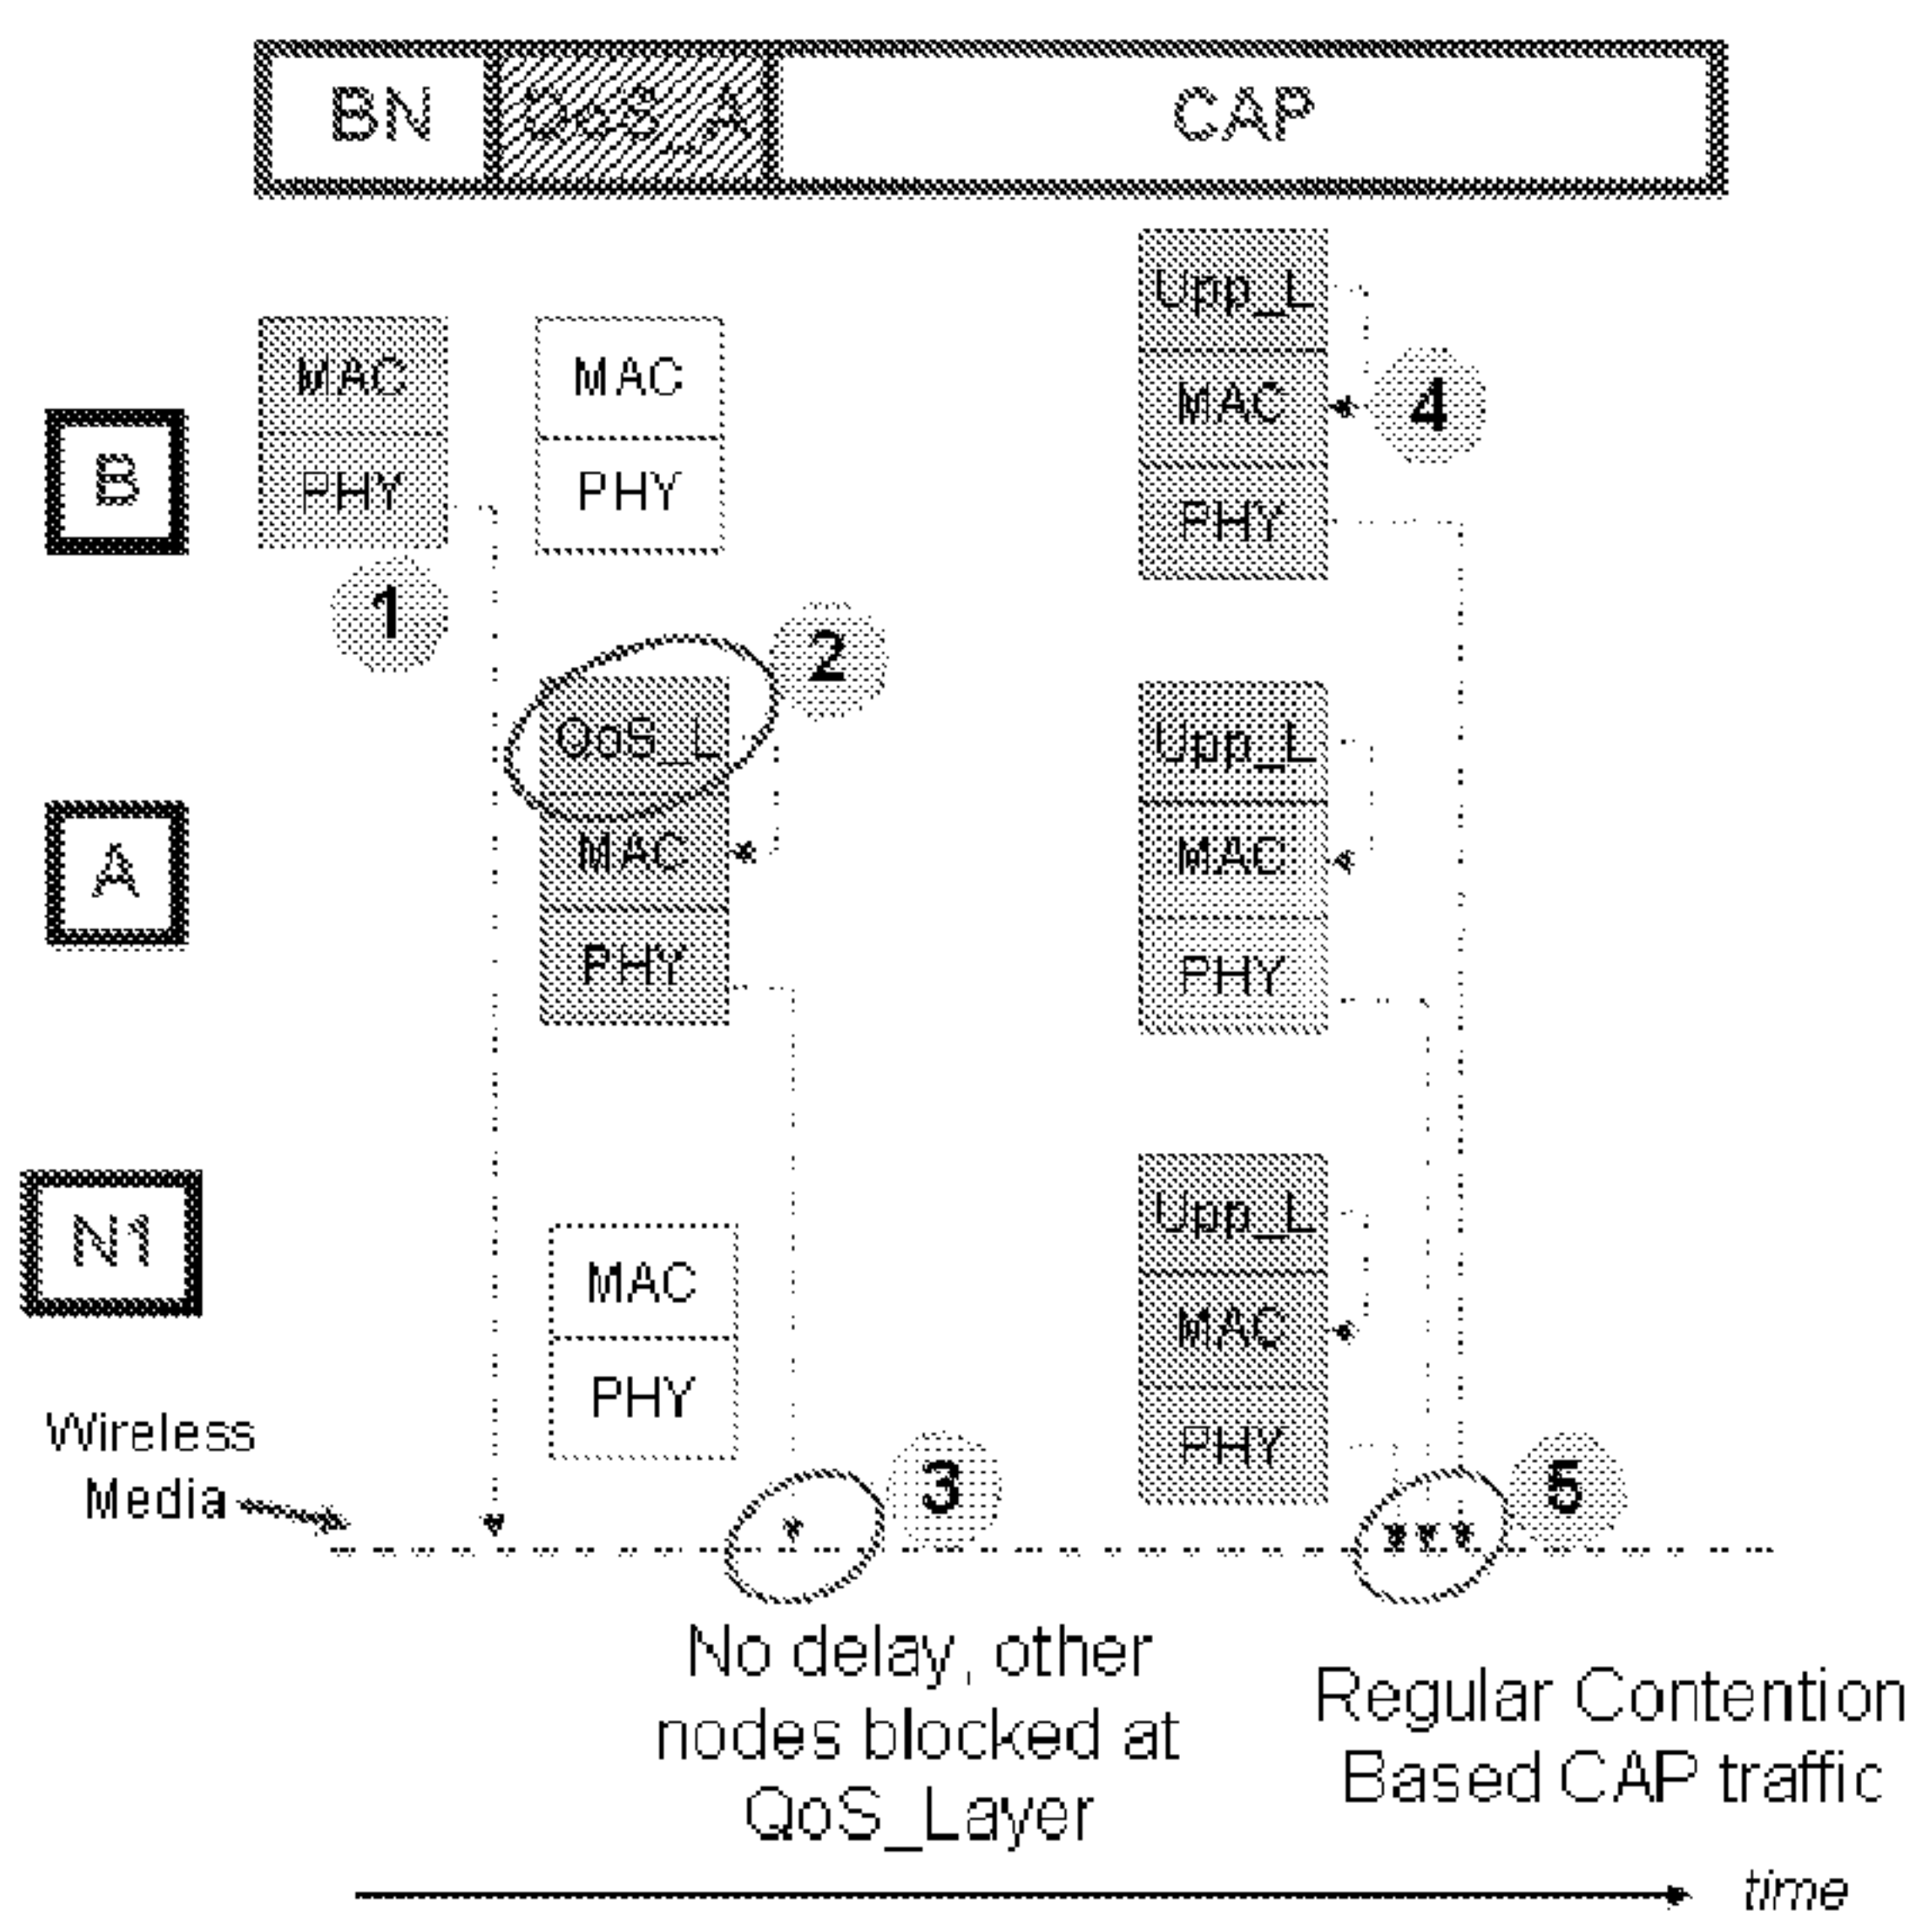 BN QoS_A CAP
Upp_L
MAC MAC MAC 4
B PHY PHY PHY
1
2
QoS_L Upp_L
A MAC MAC
PHY PHY
Upp_L
N1 MAC MAC
PHY PHY
Wireless
Media
3 5
No delay, other
nodes blocked at
QoS_Layer
Regular Contention
Based CAP traffic
time